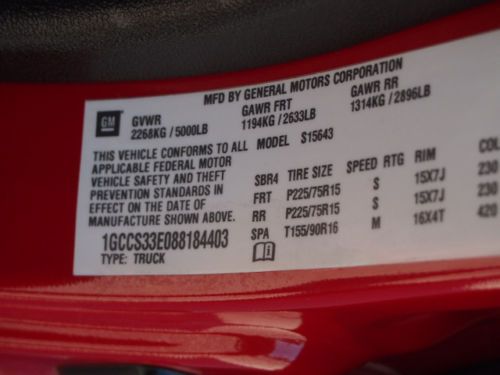 MFD BY GENERAL MOTORS CORPORATION
GM GVWR GAWR FRT GAWR RR
2268KG / 5000LB 1194KG / 2633LB 1314KG / 2896LB
THIS VEHICLE CONFORMS TO ALL MODEL S15643
APPLICABLE FEDERAL MOTOR
VEHICLE SAFETY AND THEFT
PREVENTION STANDARDS IN
EFFECT ON THE DATE OF
MANUFACTURE SHOWN ABOVE.
1GCCS33E088184403
TYPE: TRUCK
SBR4 TIRE SIZE SPEED RTG RIM
FRT P225/75R15 S 15X7J 230
RR P225/75R15 S 15X7J 230
SPA T155/90R16 M 16X4T 420